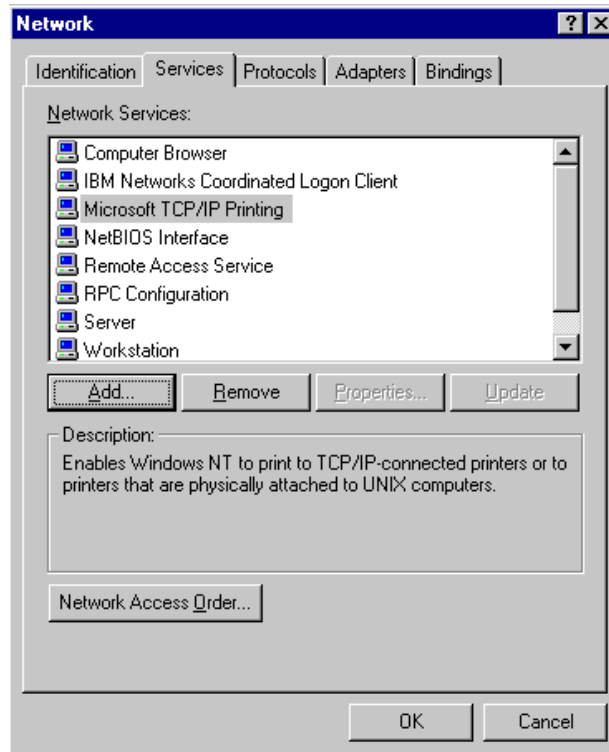 Network
Identification Services Protocols Adapters Bindings
Network Services:
Computer Browser
IBM Networks Coordinated Logon Client
Microsoft TCP/IP Printing
NetBIOS Interface
Remote Access Service
RPC Configuration
Server
Workstation
Add... Remove Properties... Update
Description:
Enables Windows NT to print to TCP/IP-connected printers or to
printers that are physically attached to UNIX computers.
Network Access Order...
OK Cancel